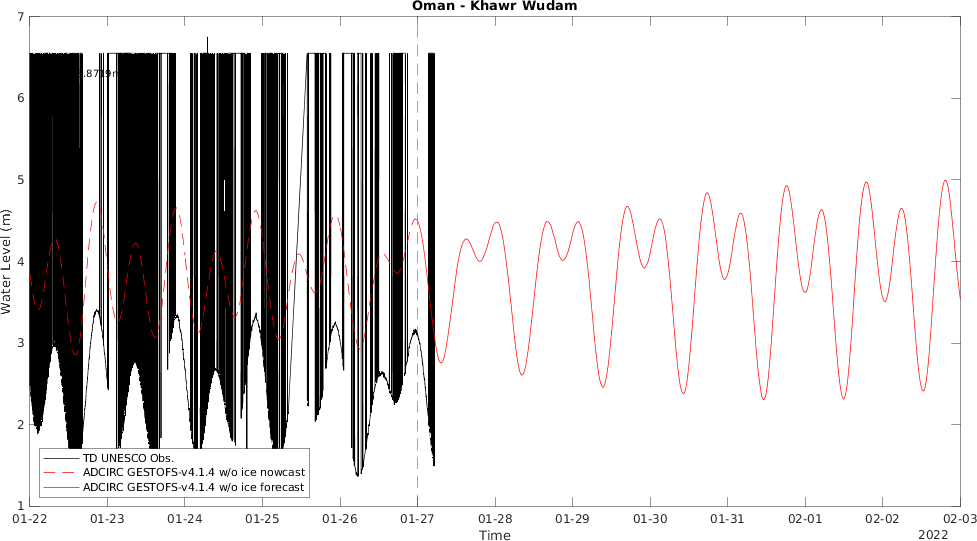 Oman - Khawr Wudam
7
6
5
4
3
2
1
Water Level (m)
.8719
TD UNESCO Obs.
ADCIRC GESTOFS-v4.1.4 w/o ice nowcast
ADCIRC GESTOFS-v4.1.4 w/o ice forecast
01-22 01-23 01-24 01-25 01-26 01-27 01-28 01-29 01-30 01-31 02-01 02-02 02-03
Time
2022